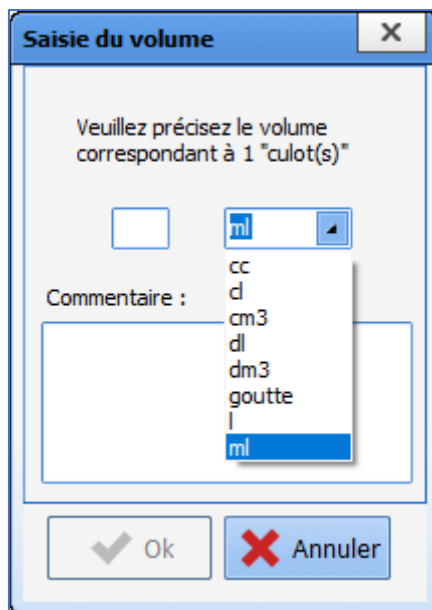 Saisie du volume
Veuillez précisez le volume
correspondant à 1 "culot(s)"
ml
cc
cl
Commentaire :
cm3
dl
dm3
goutte
l
ml
Ok
Annuler